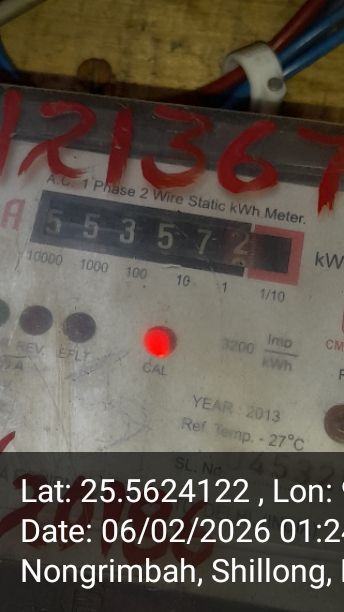 121367
A.C. 1 Phase 2 Wire Static kWh Meter.
A
5 5 3 5 7 2
kW
10000 1000 100 10 1 1/10
REV. EFLT
CAL
3200 Imp
kWh
CM
YEAR : 2013
Ref. Temp. - 27°C
SL. No.
Lat: 25.5624122 , Lon:
Date: 06/02/2026 01:24
Nongrimbah, Shillong,